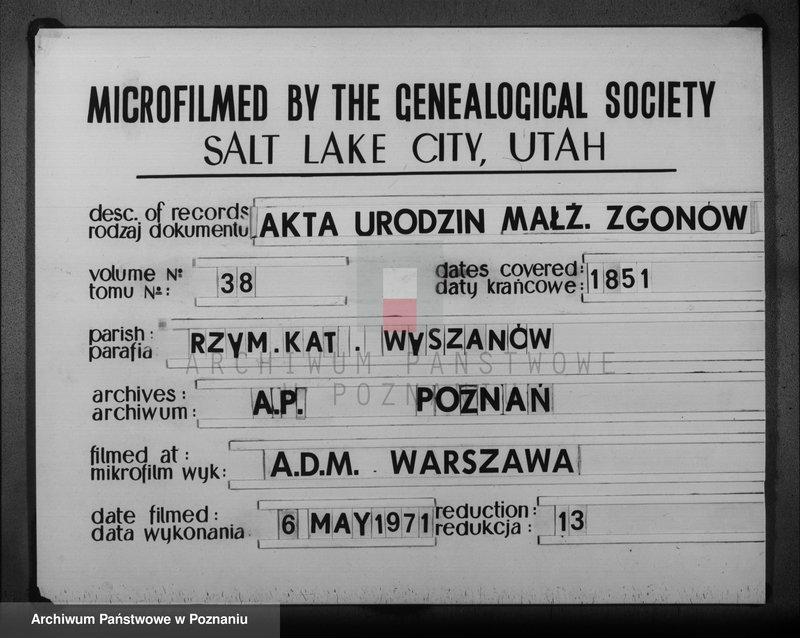 MICROFILMED BY THE GENEALOGICAL SOCIETY
SALT LAKE CITY, UTAH
desc. of records
rodzaj dokumentu AKTA URODZIN MAŁŻ. ZGONÓW
volume Nº
tomu Nº: 38
dates covered:
daty krańcowe: 1851
parish:
parafia RZYM.KAT. WYSZANÓW
ARCHIWUM PAŃSTWOWE
W POZNANIU
archives:
archiwum: A.P. POZNAŃ
filmed at:
mikrofilm wyk: A.D.M. WARSZAWA
date filmed:
data wykonania 6 MAY 1971
reduction:
redukcja: 13
Archiwum Państwowe w Poznaniu